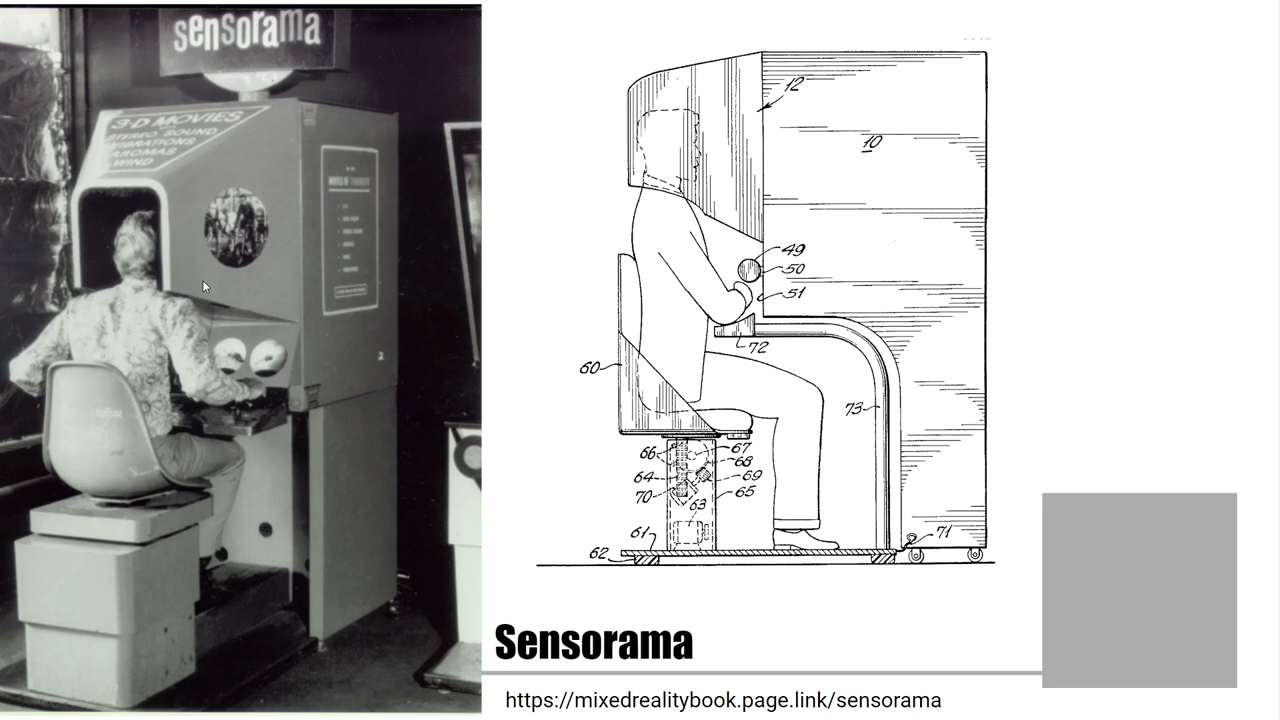 sensorama
3-D MOVIES
STEREO SOUND
VIBRATIONS
AROMAS
WIND
12
10
49
50
51
72
60
73
66
67
68
64
69
70
65
63
61
62
71
Sensorama
https://mixedrealitybook.page.link/sensorama